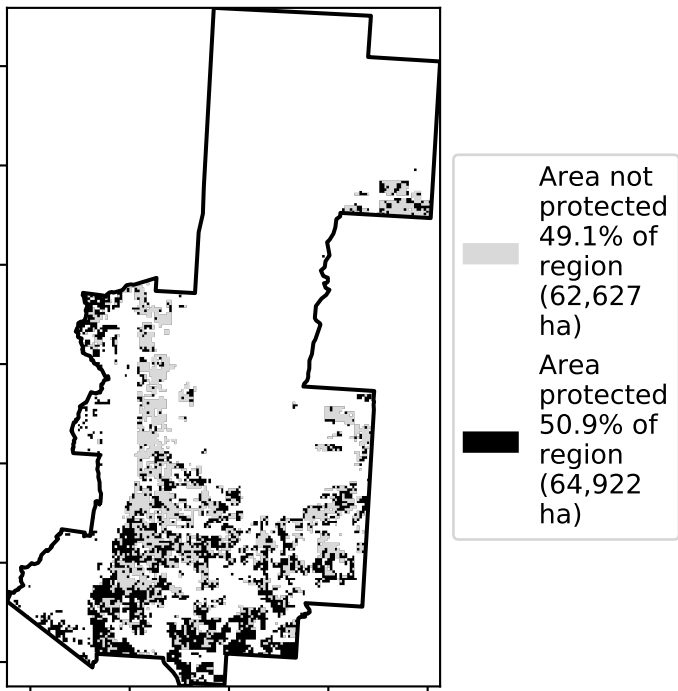 Area not
protected
49.1% of
region
(62,627
ha)
Area
protected
50.9% of
region
(64,922
ha)